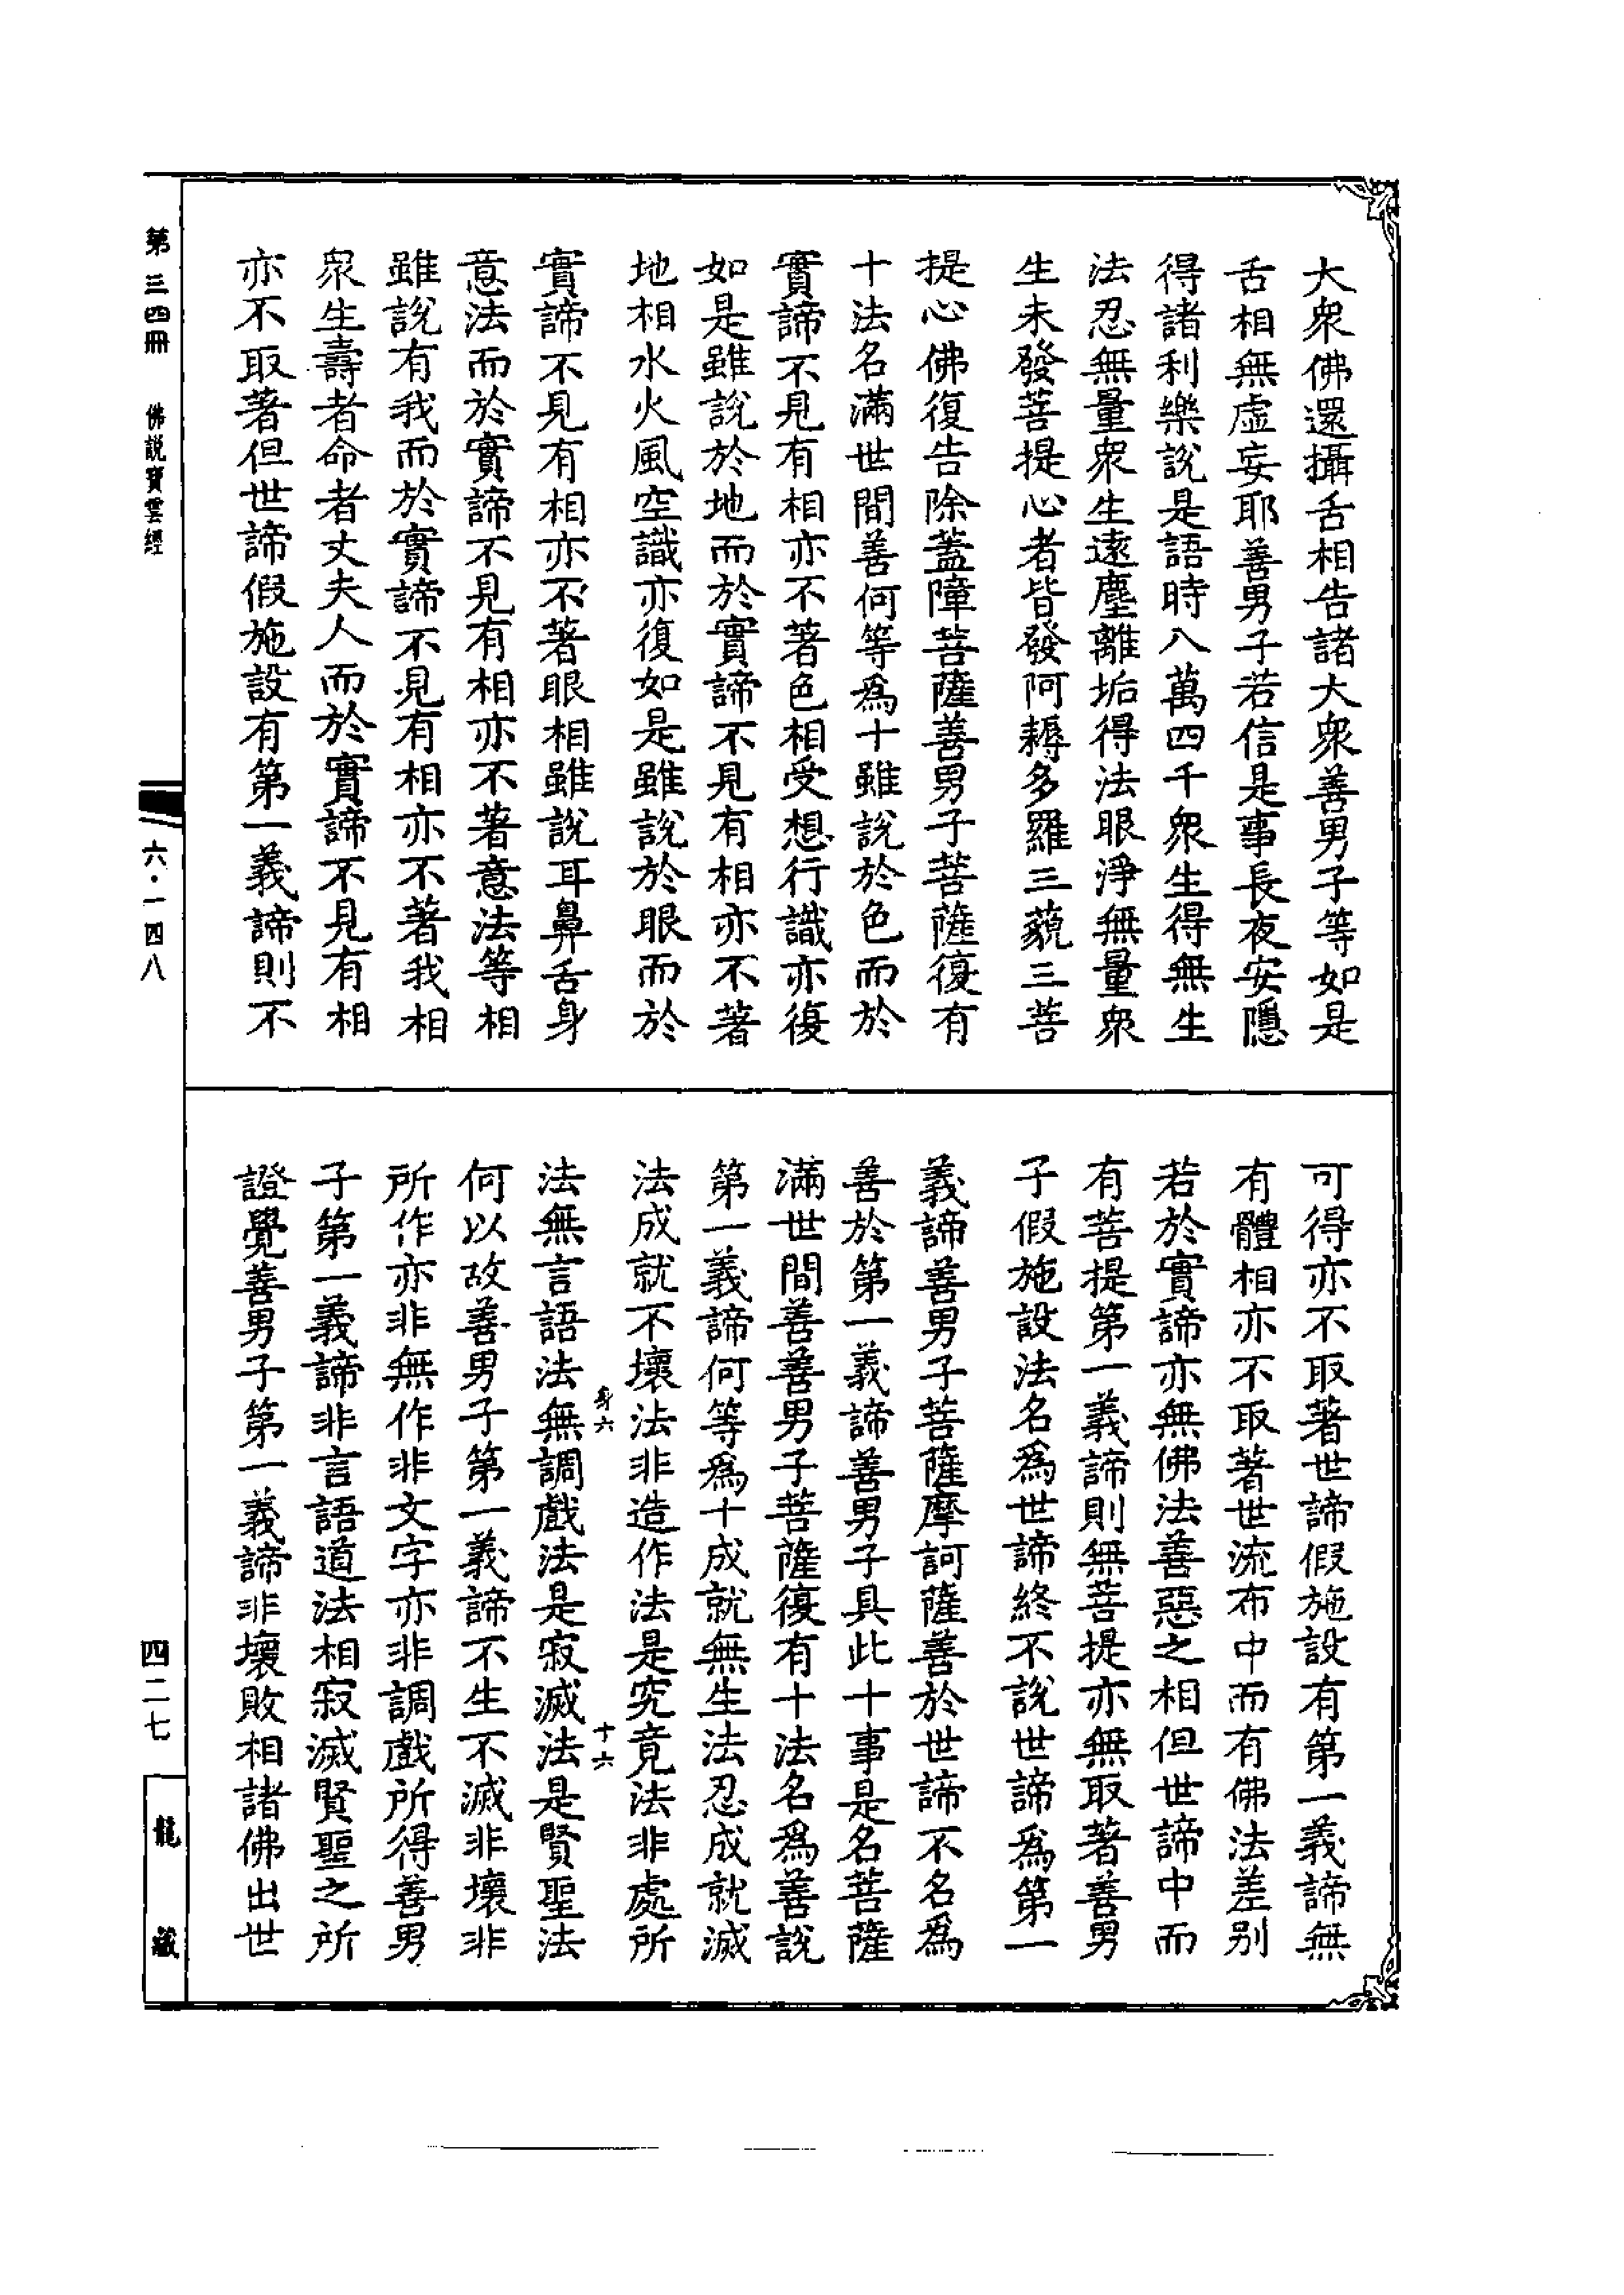 大衆佛還攝舌相告諸大衆善男子等如是
舌相無虛妄耶善男子若信是事長夜安隱
得諸利樂說是語時八萬四千衆生得無生
法忍無量衆生遠塵離垢得法眼淨無量衆
生未發菩提心者皆發阿耨多羅三藐三菩
提心佛復告除蓋障菩薩善男子菩薩復有
十法名滿世間善何等爲十雖說於色而於
實諦不見有相亦不著色相受想行識亦復
如是雖說於地而於實諦不見有相亦不著
地相水火風空識亦復如是雖說於眼而於
實諦不見有相亦不著眼相雖說耳鼻舌身
意法而於實諦不見有相亦不著意法等相
雖說有我而於實諦不見有相亦不著我相
衆生壽者命者丈夫人而於實諦不見有相
亦不取著但世諦假施設有第一義諦則不
可得亦不取著世諦假施設有第一義諦無
有體相亦不取著世流布中而有佛法差别
若於實諦亦無佛法善惡之相但世諦中而
有菩提第一義諦則無菩提亦無取著善男
子假施設法名爲世諦終不說世諦爲第一
義諦善男子菩薩摩訶薩善於世諦不名爲
善於第一義諦善男子具此十事是名菩薩
滿世間善善男子菩薩復有十法名爲善說
第一義諦何等爲十成就無生法忍成就滅
法成就不壞法非造作法是究竟法非處所
身六 十六
法無言語法無調戲法是寂滅法是賢聖法
何以故善男子第一義諦不生不滅非壞非
所作亦非無作非文字亦非調戲所得善男
子第一義諦非言語道法相寂滅賢聖之所
證覺善男子第一義諦非壞敗相諸佛出世
第三四冊 佛說寶雲經
六·一四八
四二七
龍藏